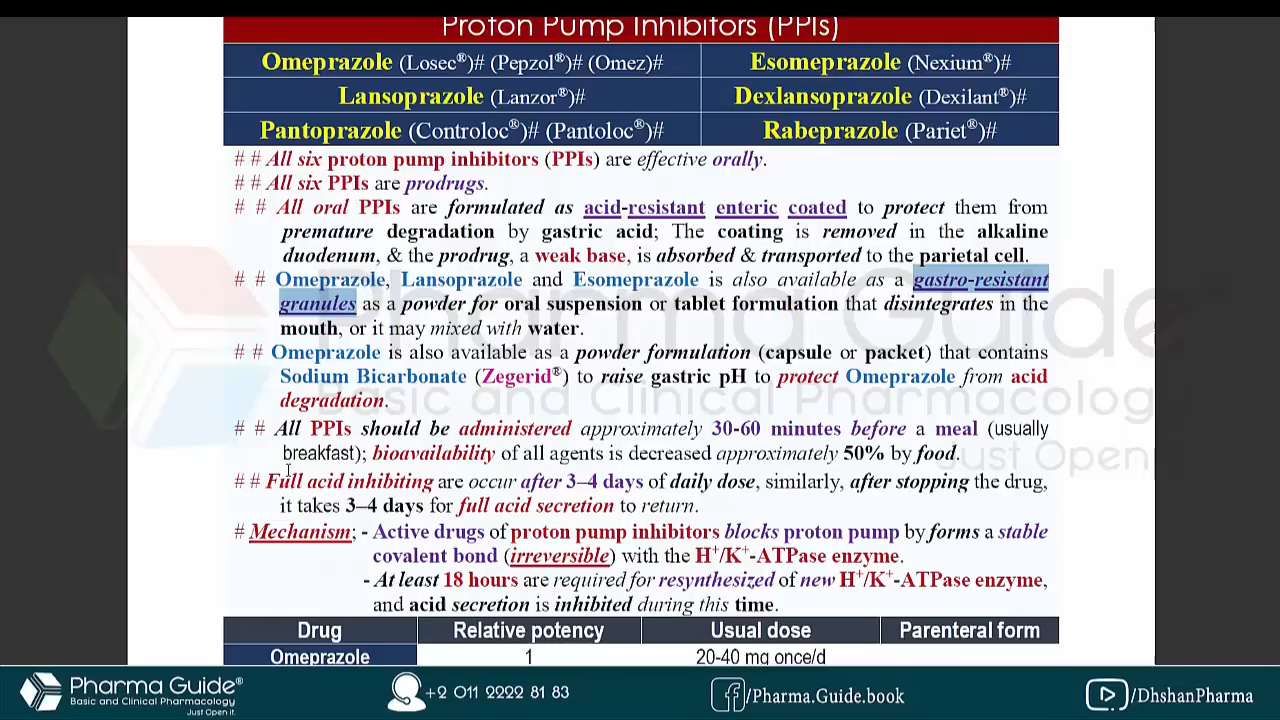 Proton Pump Inhibitors (PPIs)
Omeprazole (Losec®)# (Pepzol®)# (Omez)#
Esomeprazole (Nexium®)#
Lansoprazole (Lanzor®)#
Dexlansoprazole (Dexilant®)#
Pantoprazole (Controloc®)# (Pantoloc®)#
Rabeprazole (Pariet®)#
# # All six proton pump inhibitors (PPIs) are effective orally.
# # All six PPIs are prodrugs.
# # All oral PPIs are formulated as acid-resistant enteric coated to protect them from
premature degradation by gastric acid; The coating is removed in the alkaline
duodenum, & the prodrug, a weak base, is absorbed & transported to the parietal cell.
# # Omeprazole, Lansoprazole and Esomeprazole is also available as a gastro-resistant
granules as a powder for oral suspension or tablet formulation that disintegrates in the
mouth, or it may mixed with water.
# # Omeprazole is also available as a powder formulation (capsule or packet) that contains
Sodium Bicarbonate (Zegerid®) to raise gastric pH to protect Omeprazole from acid
degradation.
# # All PPIs should be administered approximately 30-60 minutes before a meal (usually
breakfast); bioavailability of all agents is decreased approximately 50% by food.
# # Full acid inhibiting are occur after 3–4 days of daily dose, similarly, after stopping the drug,
it takes 3–4 days for full acid secretion to return.
# Mechanism; - Active drugs of proton pump inhibitors blocks proton pump by forms a stable
covalent bond (irreversible) with the H+/K+-ATPase enzyme.
- At least 18 hours are required for resynthesized of new H+/K+-ATPase enzyme,
and acid secretion is inhibited during this time.
Drug Relative potency Usual dose Parenteral form
Omeprazole 1 20-40 mg once/d
Pharma Guide
Basic and Clinical Pharmacology
Just Open
Pharma Guide®
Basic and Clinical Pharmacology
Just Open it.
+2 011 2222 81 83
/Pharma.Guide.book
/DhshanPharma